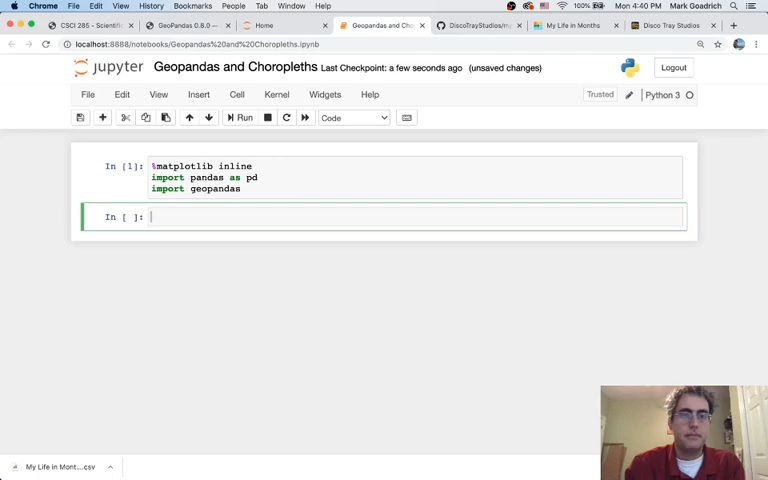 Chrome File Edit View History Bookmarks People Tab Window Help 100% Mon 4:40 PM Mark Goadrich
CSCI 285 – Scientific GeoPandas 0.8.0 — Home Geopandas and Cho DiscoTrayStudios/m My Life in Months Disco Tray Studios
localhost:8888/notebooks/Geopandas%20and%20Choropleths.ipynb
jupyter Geopandas and Choropleths Last Checkpoint: a few seconds ago (unsaved changes) Logout
File Edit View Insert Cell Kernel Widgets Help Trusted Python 3
Run Code
In [1]: %matplotlib inline
import pandas as pd
import geopandas
In [ ]:
My Life in Mont....csv